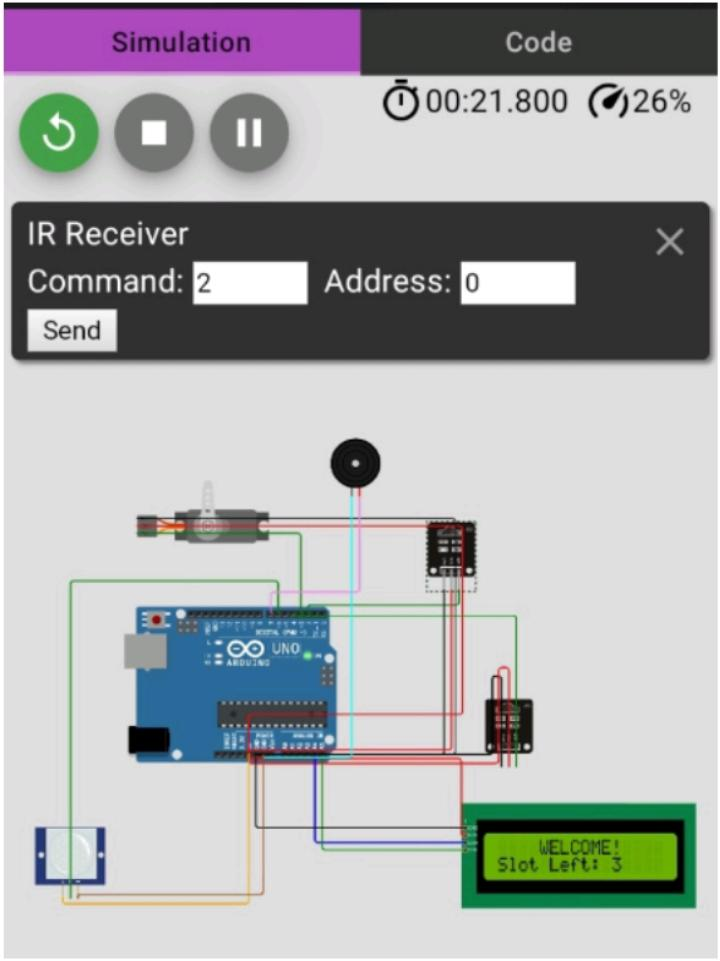 Simulation
Code
00:21.800
26%
IR Receiver
Command: 2
Address: 0
Send
UNO
ARDUINO
WELCOME!
Slot Left: 3